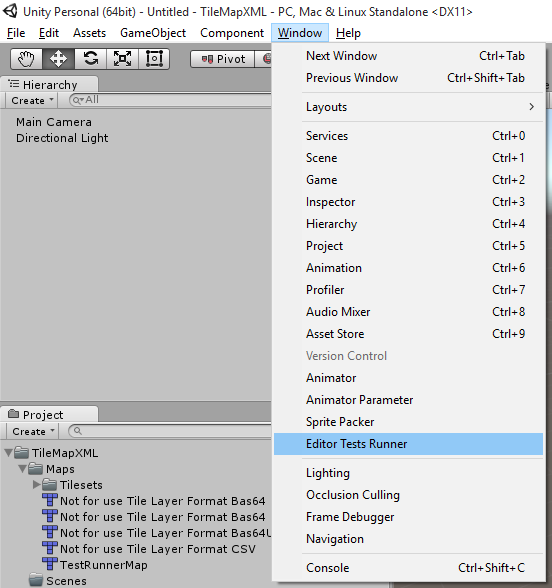 Unity Personal (64bit) - Untitled - TileMapXML - PC, Mac & Linux Standalone <DX11>
File Edit Assets GameObject Component Window Help
Pivot
Hierarchy
Create All
Main Camera
Directional Light
Next Window Ctrl+Tab
Previous Window Ctrl+Shift+Tab
Layouts
Services Ctrl+0
Scene Ctrl+1
Game Ctrl+2
Inspector Ctrl+3
Hierarchy Ctrl+4
Project Ctrl+5
Animation Ctrl+6
Profiler Ctrl+7
Audio Mixer Ctrl+8
Asset Store Ctrl+9
Version Control
Animator
Animator Parameter
Sprite Packer
Editor Tests Runner
Lighting
Occlusion Culling
Frame Debugger
Navigation
Console Ctrl+Shift+C
Project
Create
TileMapXML
Maps
Tilesets
Not for use Tile Layer Format Bas64
Not for use Tile Layer Format Bas64
Not for use Tile Layer Format Bas64U
Not for use Tile Layer Format CSV
TestRunnerMap
Scenes